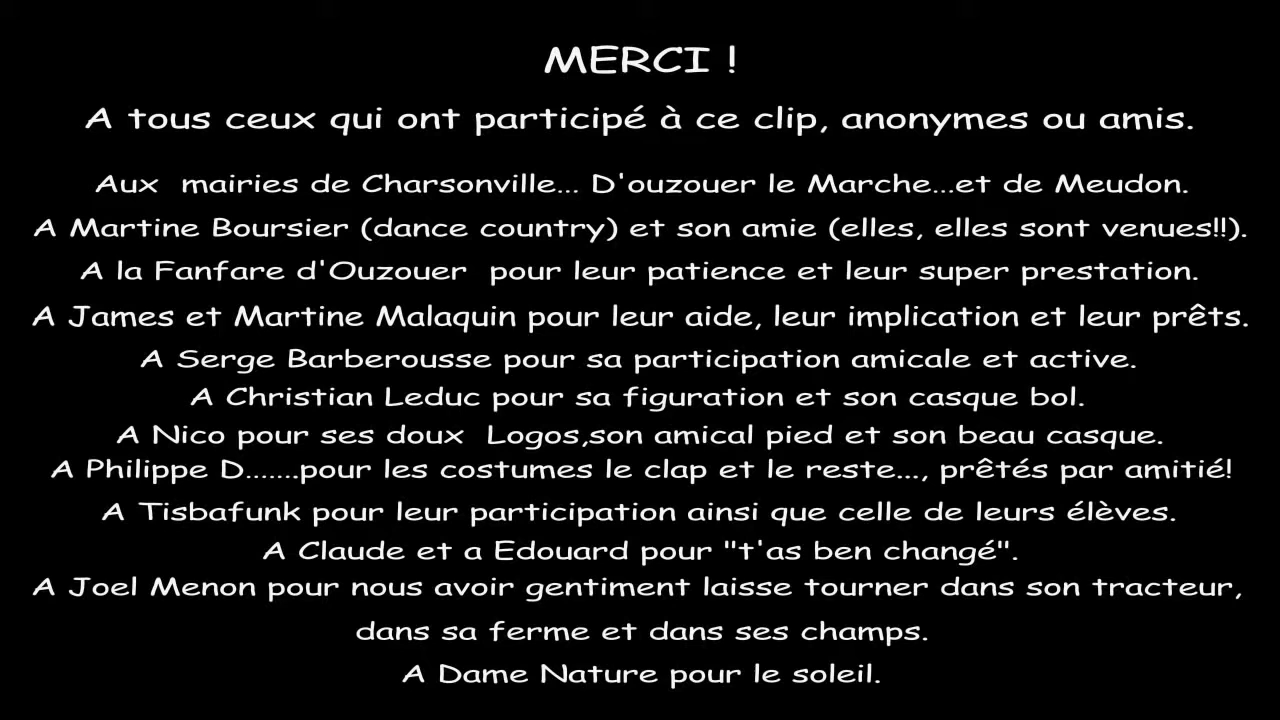 MERCI !
A tous ceux qui ont participé à ce clip, anonymes ou amis.
Aux  mairies de Charsonville... D'ouzouer le Marche...et de Meudon.
A Martine Boursier (dance country) et son amie (elles, elles sont venues!!).
A la Fanfare d'Ouzouer  pour leur patience et leur super prestation.
A James et Martine Malaquin pour leur aide, leur implication et leur prêts.
A Serge Barberousse pour sa participation amicale et active.
A Christian Leduc pour sa figuration et son casque bol.
A Nico pour ses doux  Logos,son amical pied et son beau casque.
A Philippe D.......pour les costumes le clap et le reste..., prêtés par amitié!
A Tisbafunk pour leur participation ainsi que celle de leurs élèves.
A Claude et a Edouard pour "t'as ben changé".
A Joel Menon pour nous avoir gentiment laisse tourner dans son tracteur,
dans sa ferme et dans ses champs.
A Dame Nature pour le soleil.